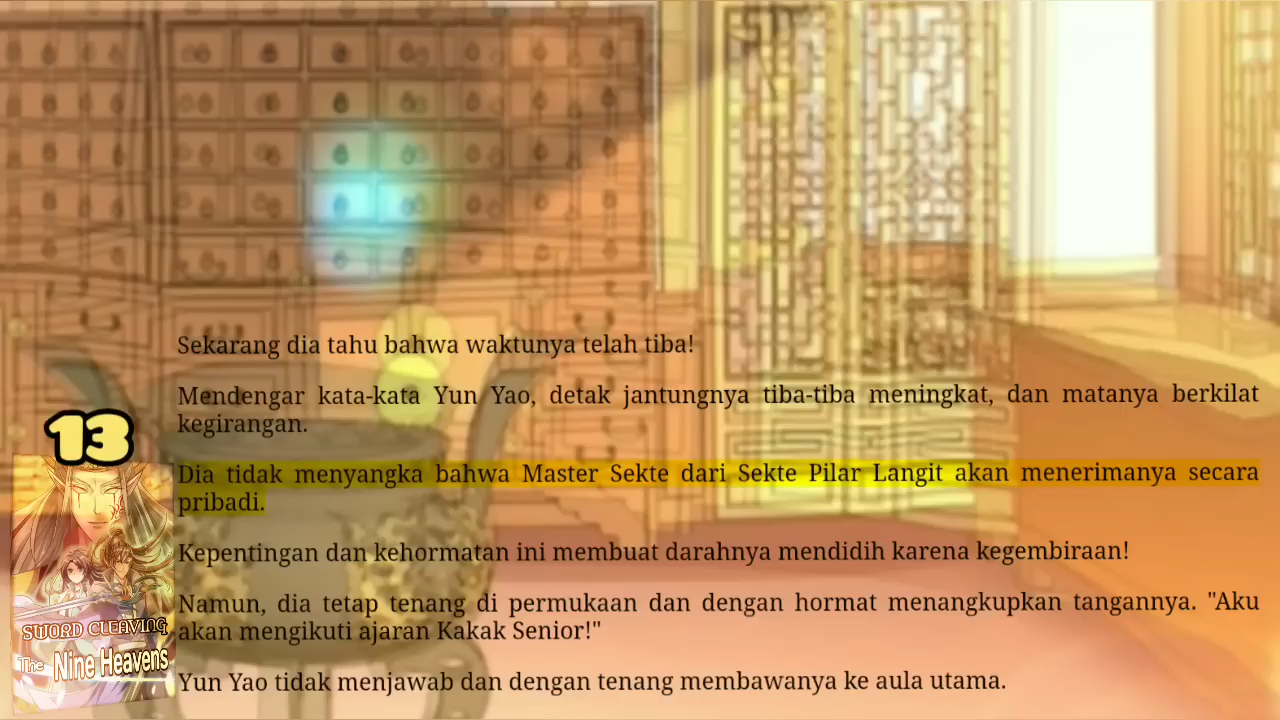 Sekarang dia tahu bahwa waktunya telah tiba!
Mendengar kata-kata Yun Yao, detak jantungnya tiba-tiba meningkat, dan matanya berkilat
kegirangan.
Dia tidak menyangka bahwa Master Sekte dari Sekte Pilar Langit akan menerimanya secara
pribadi.
Kepentingan dan kehormatan ini membuat darahnya mendidih karena kegembiraan!
Namun, dia tetap tenang di permukaan dan dengan hormat menangkupkan tangannya. "Aku
akan mengikuti ajaran Kakak Senior!"
Yun Yao tidak menjawab dan dengan tenang membawanya ke aula utama.
13
SWORD CLEAVING
The Nine Heavens